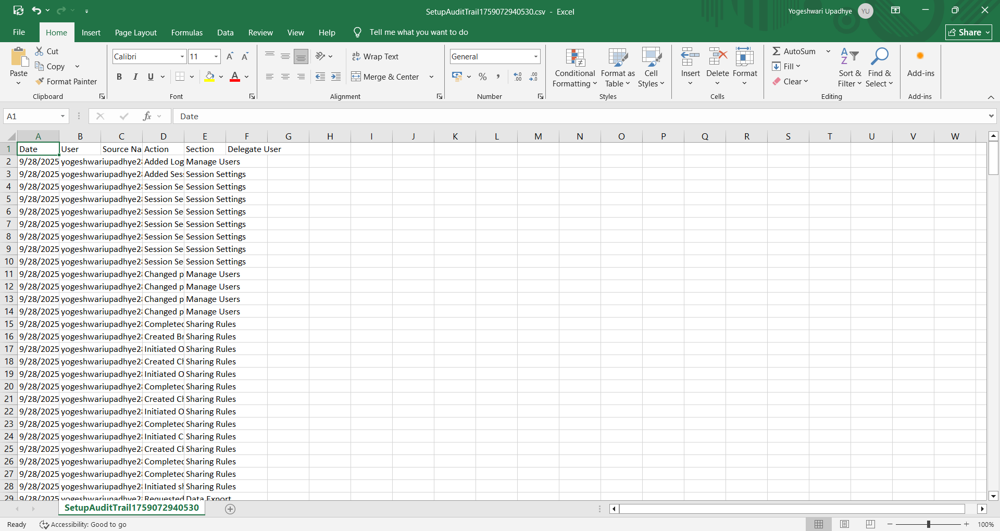 SetupAuditTrail1759072940530.csv - Excel
Yogeshwari Upadhye YU
File Home Insert Page Layout Formulas Data Review View Help Tell me what you want to do
Share
Paste
Cut
Copy
Format Painter
Clipboard
Calibri 11
B I U
Font
Wrap Text
Merge & Center
Alignment
General
Number
Conditional Formatting
Format as Table
Cell Styles
Styles
Insert Delete Format
Cells
AutoSum
Fill
Clear
Sort & Filter
Find & Select
Editing
Add-ins
Add-ins
A1 fx Date
A B C D E F G H I J K L M N O P Q R S T U V W
1 Date User Source Na Action Section Delegate User
2 9/28/2025 yogeshwariupadhye2 Added Log Manage Users
3 9/28/2025 yogeshwariupadhye2 Added Ses Session Settings
4 9/28/2025 yogeshwariupadhye2 Session Se Session Settings
5 9/28/2025 yogeshwariupadhye2 Session Se Session Settings
6 9/28/2025 yogeshwariupadhye2 Session Se Session Settings
7 9/28/2025 yogeshwariupadhye2 Session Se Session Settings
8 9/28/2025 yogeshwariupadhye2 Session Se Session Settings
9 9/28/2025 yogeshwariupadhye2 Session Se Session Settings
10 9/28/2025 yogeshwariupadhye2 Session Se Session Settings
11 9/28/2025 yogeshwariupadhye2 Changed p Manage Users
12 9/28/2025 yogeshwariupadhye2 Changed p Manage Users
13 9/28/2025 yogeshwariupadhye2 Changed p Manage Users
14 9/28/2025 yogeshwariupadhye2 Changed p Manage Users
15 9/28/2025 yogeshwariupadhye2 Completed Sharing Rules
16 9/28/2025 yogeshwariupadhye2 Created Br Sharing Rules
17 9/28/2025 yogeshwariupadhye2 Initiated O Sharing Rules
18 9/28/2025 yogeshwariupadhye2 Created Ch Sharing Rules
19 9/28/2025 yogeshwariupadhye2 Initiated O Sharing Rules
20 9/28/2025 yogeshwariupadhye2 Completed Sharing Rules
21 9/28/2025 yogeshwariupadhye2 Created Ch Sharing Rules
22 9/28/2025 yogeshwariupadhye2 Initiated O Sharing Rules
23 9/28/2025 yogeshwariupadhye2 Completed Sharing Rules
24 9/28/2025 yogeshwariupadhye2 Initiated C Sharing Rules
25 9/28/2025 yogeshwariupadhye2 Created Ch Sharing Rules
26 9/28/2025 yogeshwariupadhye2 Completed Sharing Rules
27 9/28/2025 yogeshwariupadhye2 Completed Sharing Rules
28 9/28/2025 yogeshwariupadhye2 Initiated sh Sharing Rules
29 9/28/2025 yogeshwariupadhye2 Requested Data Export
SetupAuditTrail1759072940530
Ready Accessibility: Good to go 100%